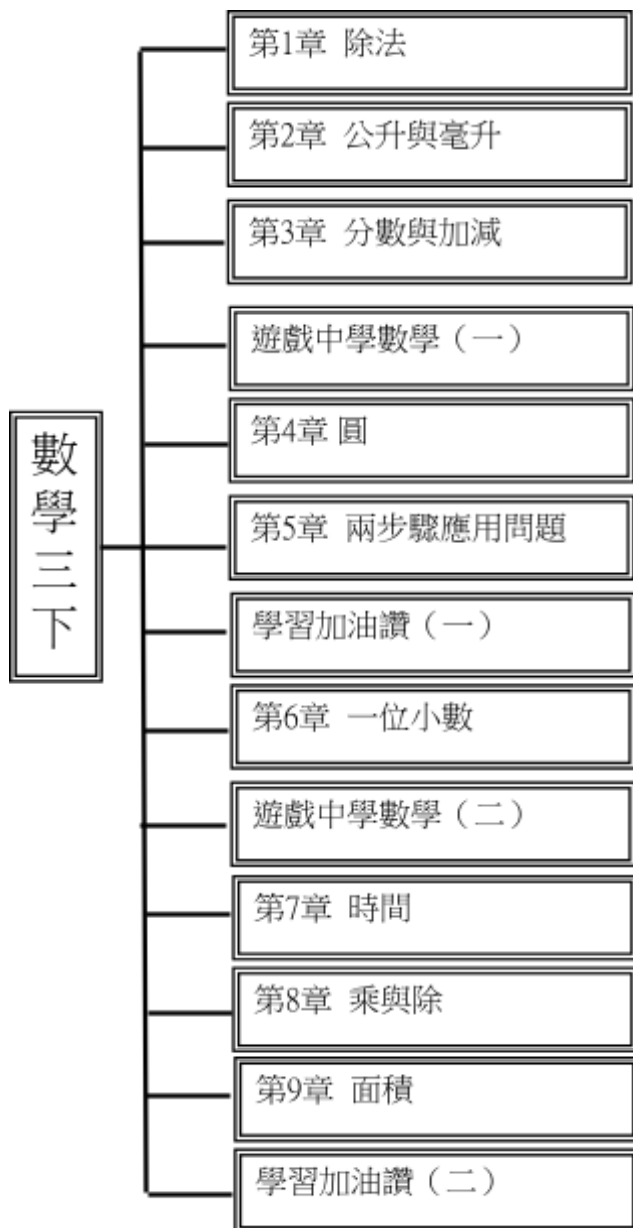 第1章 除法
第2章 公升與毫升
第3章 分數與加減
遊戲中學數學（一）
第4章 圓
數學三下
第5章 兩步驟應用問題
學習加油讚（一）
第6章 一位小數
遊戲中學數學（二）
第7章 時間
第8章 乘與除
第9章 面積
學習加油讚（二）